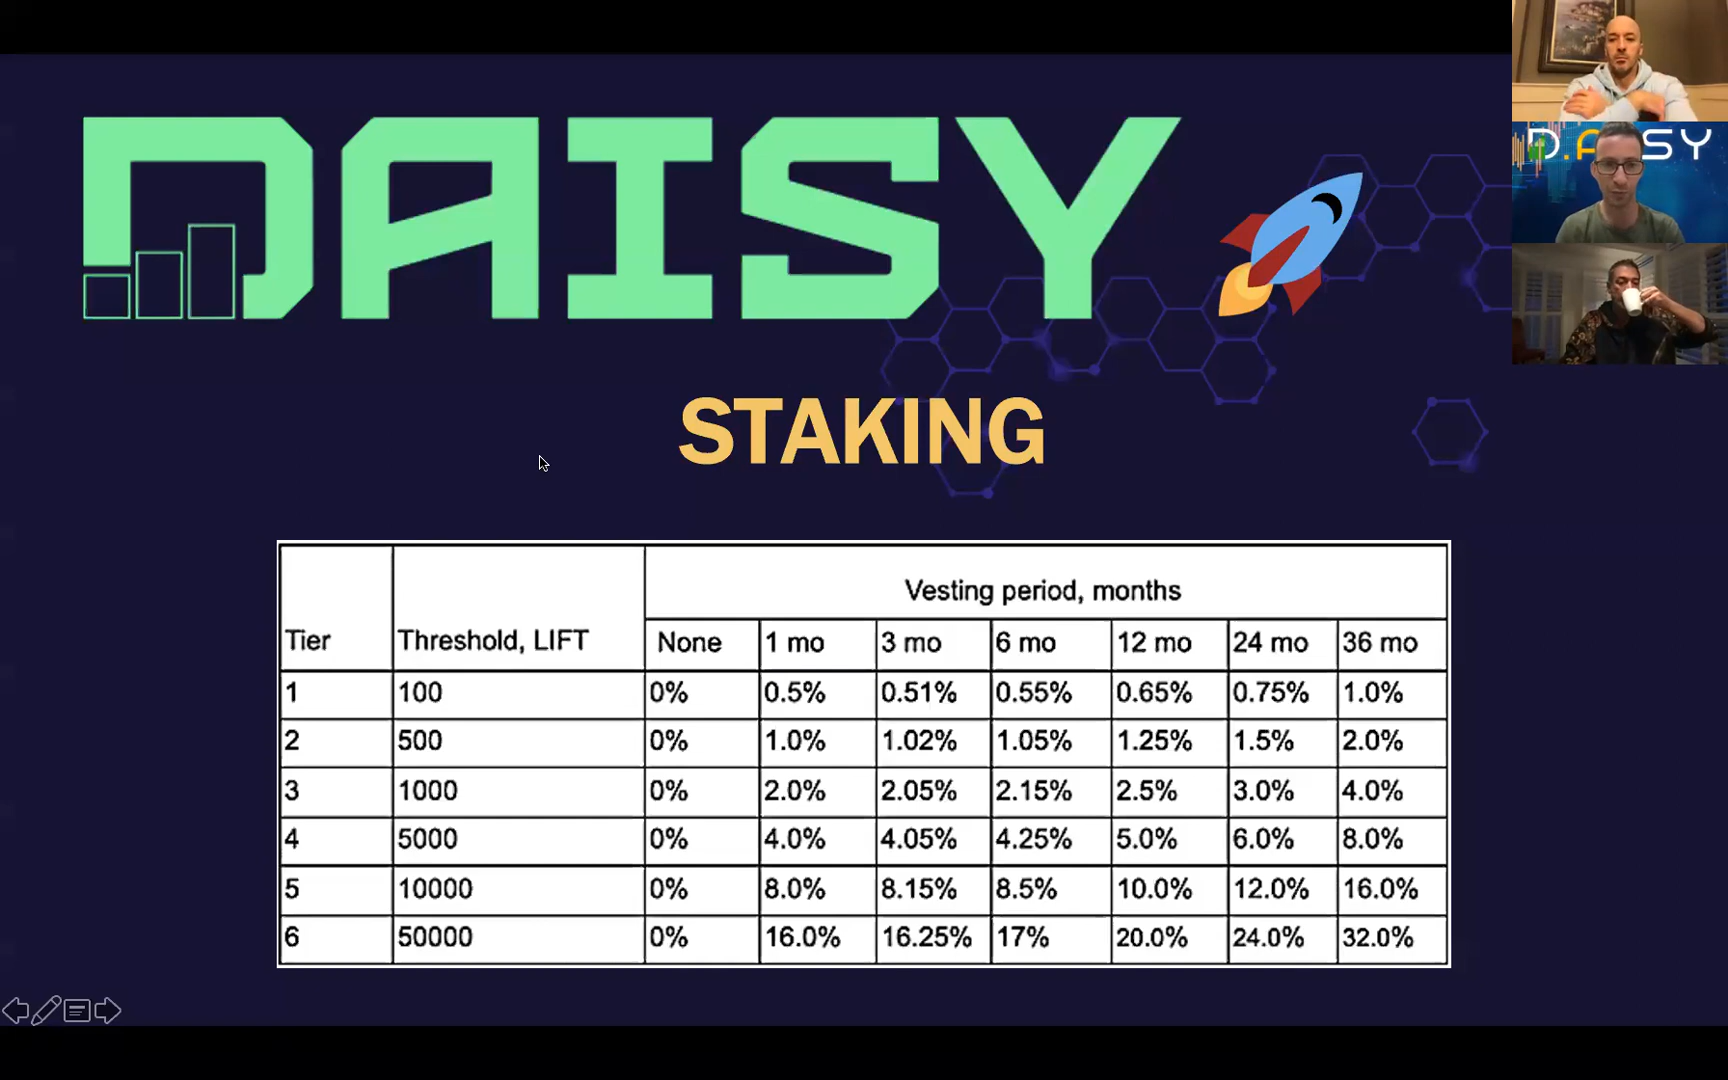 DAISY
D.AISY
STAKING
Vesting period, months
Tier Threshold, LIFT None 1 mo 3 mo 6 mo 12 mo 24 mo 36 mo
1 100 0% 0.5% 0.51% 0.55% 0.65% 0.75% 1.0%
2 500 0% 1.0% 1.02% 1.05% 1.25% 1.5% 2.0%
3 1000 0% 2.0% 2.05% 2.15% 2.5% 3.0% 4.0%
4 5000 0% 4.0% 4.05% 4.25% 5.0% 6.0% 8.0%
5 10000 0% 8.0% 8.15% 8.5% 10.0% 12.0% 16.0%
6 50000 0% 16.0% 16.25% 17% 20.0% 24.0% 32.0%